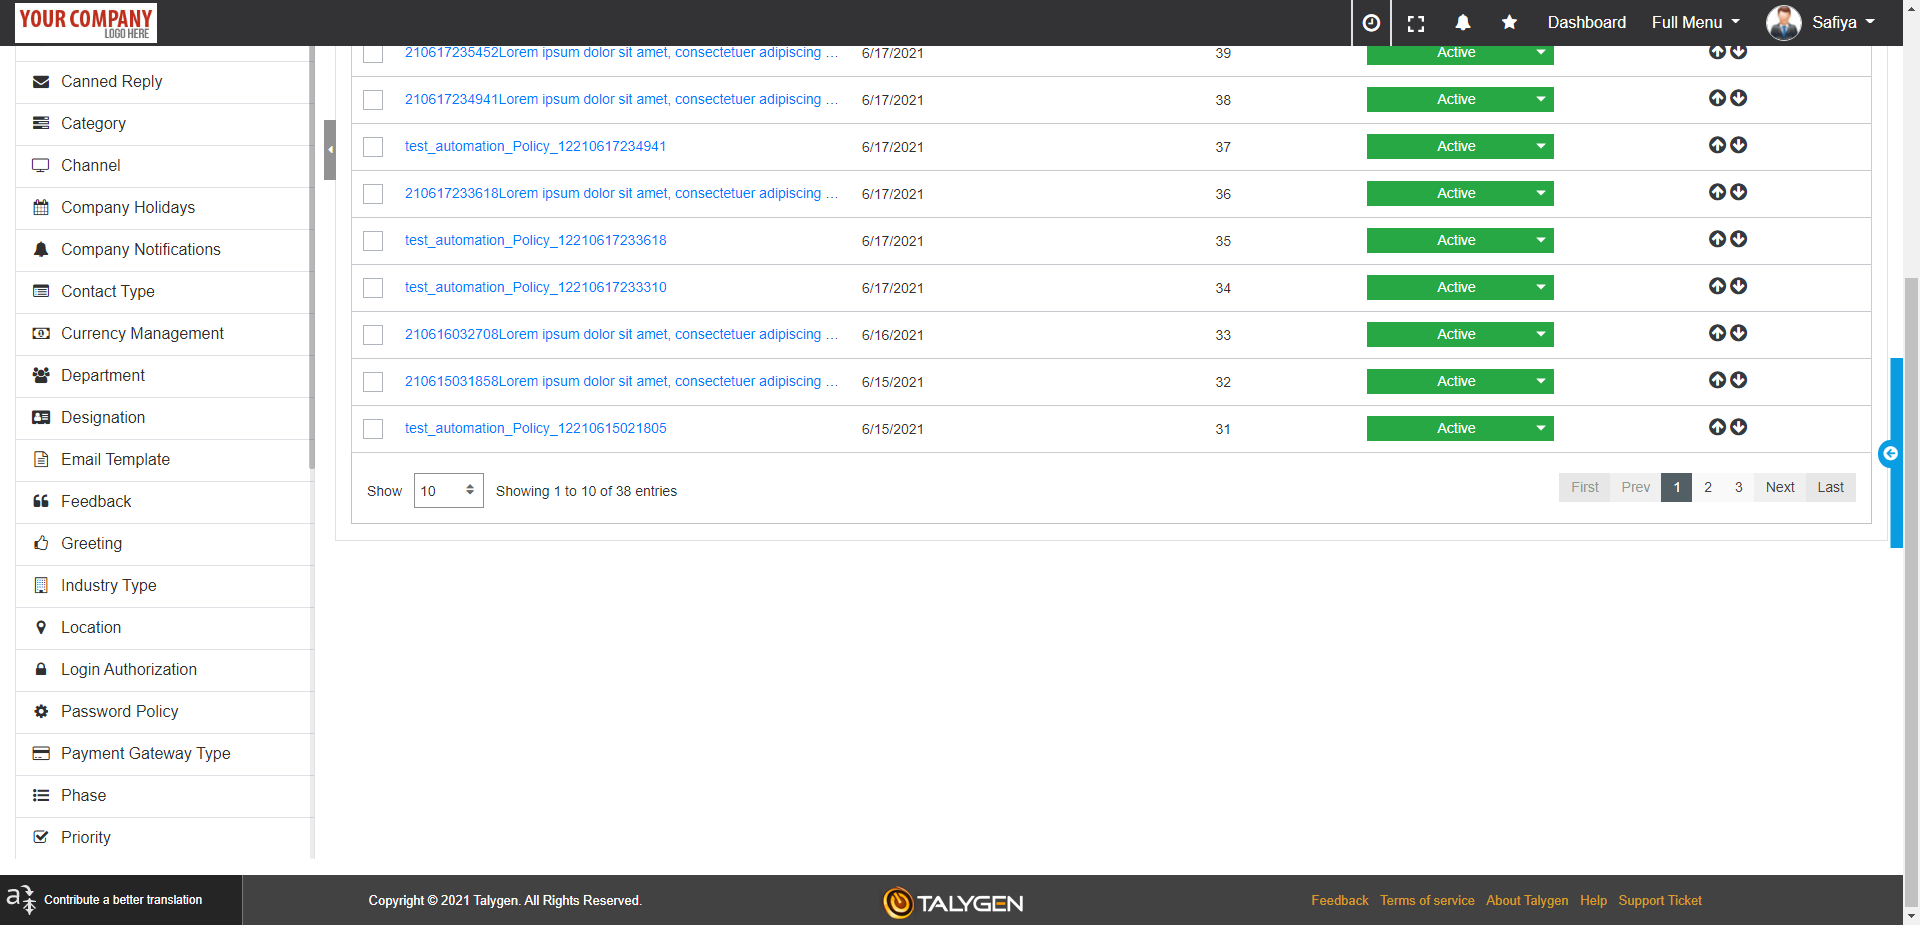 YOUR COMPANY
LOGO HERE
Dashboard
Full Menu
Safiya
Canned Reply
Category
Channel
Company Holidays
Company Notifications
Contact Type
Currency Management
Department
Designation
Email Template
Feedback
Greeting
Industry Type
Location
Login Authorization
Password Policy
Payment Gateway Type
Phase
Priority
210617235452Lorem ipsum dolor sit amet, consectetuer adipiscing ... 6/17/2021 39 Active
210617234941Lorem ipsum dolor sit amet, consectetuer adipiscing ... 6/17/2021 38 Active
test_automation_Policy_12210617234941 6/17/2021 37 Active
210617233618Lorem ipsum dolor sit amet, consectetuer adipiscing ... 6/17/2021 36 Active
test_automation_Policy_12210617233618 6/17/2021 35 Active
test_automation_Policy_12210617233310 6/17/2021 34 Active
210616032708Lorem ipsum dolor sit amet, consectetuer adipiscing ... 6/16/2021 33 Active
210615031858Lorem ipsum dolor sit amet, consectetuer adipiscing ... 6/15/2021 32 Active
test_automation_Policy_12210615021805 6/15/2021 31 Active
Show 10 Showing 1 to 10 of 38 entries
First Prev 1 2 3 Next Last
Contribute a better translation
Copyright © 2021 Talygen. All Rights Reserved.
TALYGEN
Feedback Terms of service About Talygen Help Support Ticket